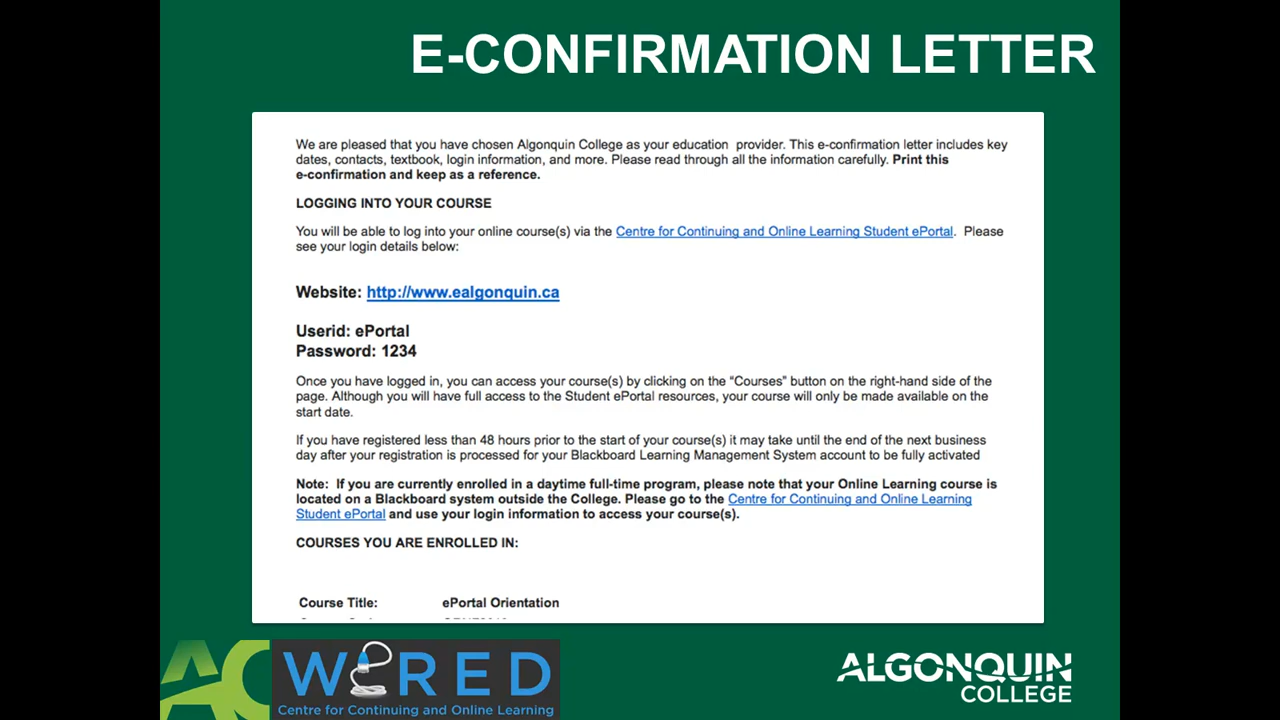 E-CONFIRMATION LETTER
We are pleased that you have chosen Algonquin College as your education provider. This e-confirmation letter includes key
dates, contacts, textbook, login information, and more. Please read through all the information carefully. Print this
e-confirmation and keep as a reference.
LOGGING INTO YOUR COURSE
You will be able to log into your online course(s) via the Centre for Continuing and Online Learning Student ePortal. Please
see your login details below:
Website: http://www.ealgonquin.ca
Userid: ePortal
Password: 1234
Once you have logged in, you can access your course(s) by clicking on the “Courses” button on the right-hand side of the
page. Although you will have full access to the Student ePortal resources, your course will only be made available on the
start date.
If you have registered less than 48 hours prior to the start of your course(s) it may take until the end of the next business
day after your registration is processed for your Blackboard Learning Management System account to be fully activated
Note: If you are currently enrolled in a daytime full-time program, please note that your Online Learning course is
located on a Blackboard system outside the College. Please go to the Centre for Continuing and Online Learning
Student ePortal and use your login information to access your course(s).
COURSES YOU ARE ENROLLED IN:
Course Title: ePortal Orientation
AC WIRED
Centre for Continuing and Online Learning
ALGONQUIN
COLLEGE